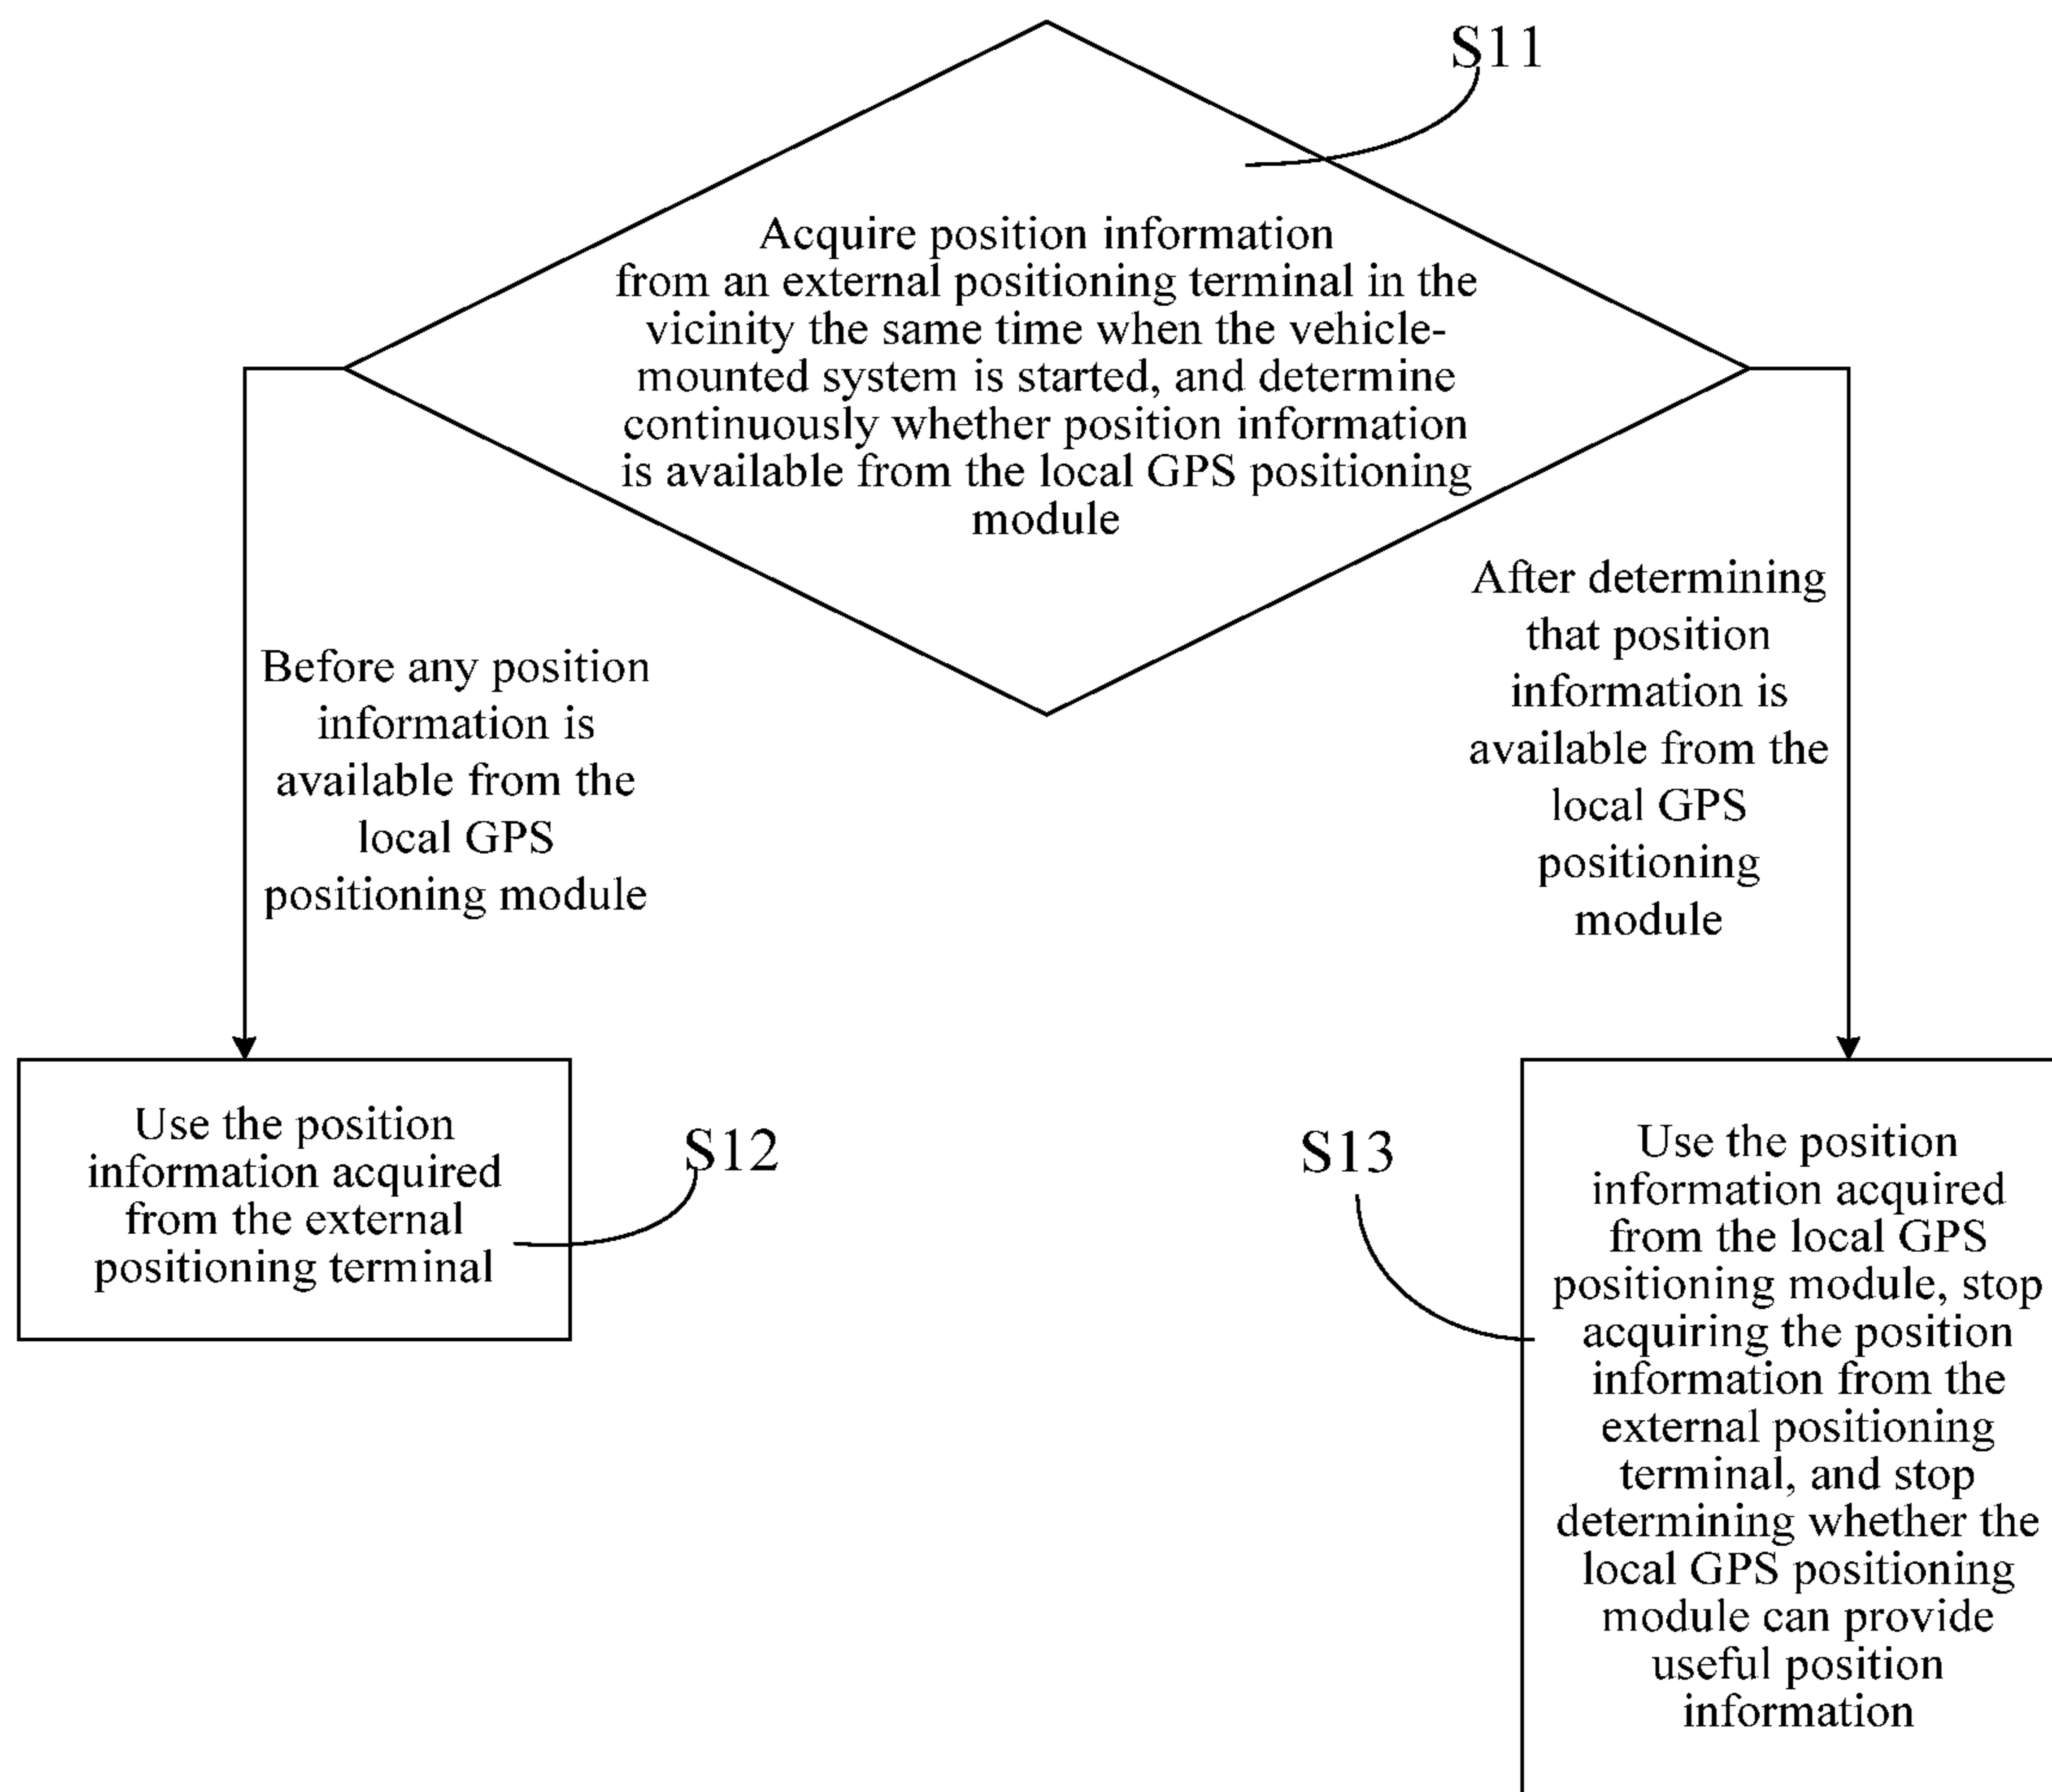 S11
Acquire position information
from an external positioning terminal in the
vicinity the same time when the vehicle-
mounted system is started, and determine
continuously whether position information
is available from the local GPS positioning
module
Before any position
information is
available from the
local GPS
positioning module
After determining
that position
information is
available from the
local GPS
positioning
module
Use the position
information acquired
from the external
positioning terminal
S12
S13
Use the position
information acquired
from the local GPS
positioning module, stop
acquiring the position
information from the
external positioning
terminal, and stop
determining whether the
local GPS positioning
module can provide
useful position
information